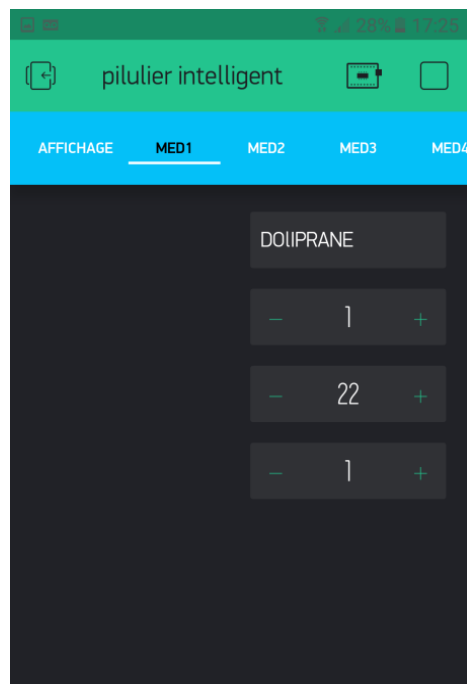 28% 17:25
pilulier intelligent
AFFICHAGE MED1 MED2 MED3 MED4
DOlIPRANE
− 1 +
− 22 +
− 1 +